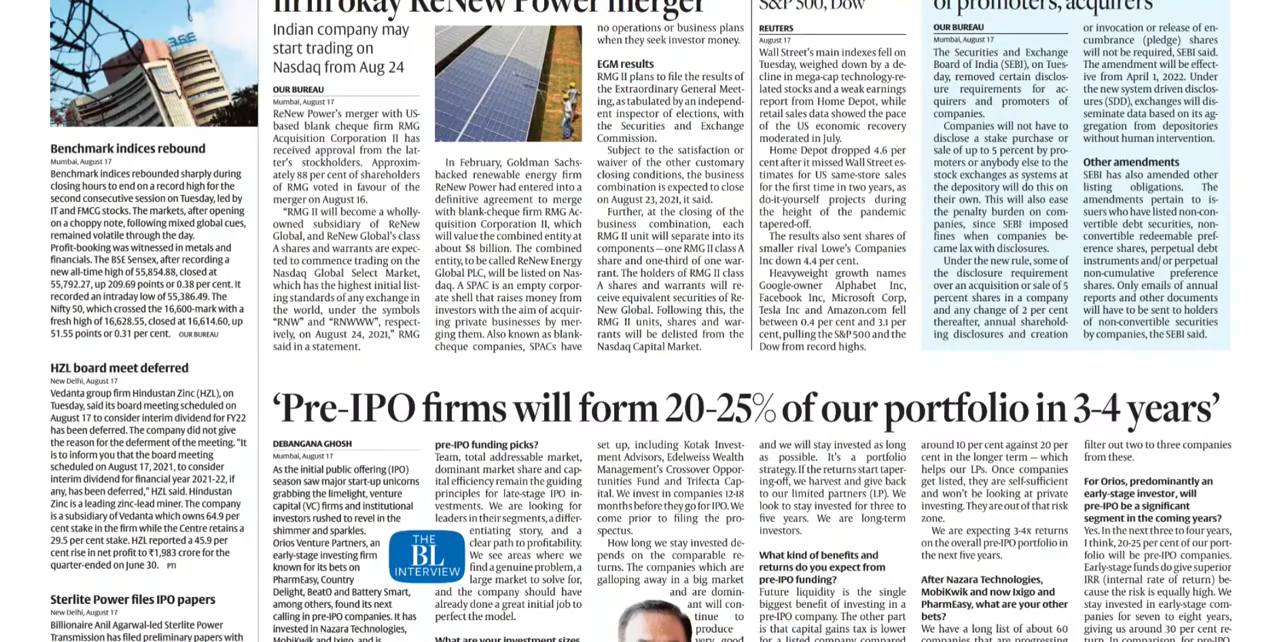 BSE
Benchmark indices rebound
Mumbai, August 17
Benchmark indices rebounded sharply during
closing hours to end on a record high for the
second consecutive session on Tuesday, led by
IT and FMCG stocks. The markets, after opening
on a choppy note, following mixed global cues,
remained volatile through the day.
Profit-booking was witnessed in metals and
financials. The BSE Sensex, after recording a
new all-time high of 55,854.88, closed at
55,792.27, up 209.69 points or 0.38 per cent. It
recorded an intraday low of 55,386.49. The
Nifty 50, which crossed the 16,600-mark with a
fresh high of 16,628.55, closed at 16,614.60, up
51.55 points or 0.31 per cent. OUR BUREAU
HZL board meet deferred
New Delhi, August 17
Vedanta group firm Hindustan Zinc (HZL), on
Tuesday, said its board meeting scheduled on
August 17 to consider interim dividend for FY22
has been deferred. The company did not give
the reason for the deferment of the meeting. "It
is to inform you that the board meeting
scheduled on August 17, 2021, to consider
interim dividend for financial year 2021-22, if
any, has been deferred," HZL said. Hindustan
Zinc is a leading zinc-lead miner. The company
is a subsidiary of Vedanta which owns 64.9 per
cent stake in the firm while the Centre retains a
29.5 per cent stake. HZL reported a 45.9 per
cent rise in net profit to ₹1,983 crore for the
quarter-ended on June 30. PTI
Sterlite Power files IPO papers
New Delhi, August 17
Billionaire Anil Agarwal-led Sterlite Power
Transmission has filed preliminary papers with
firm okay ReNew Power merger
Indian company may
start trading on
Nasdaq from Aug 24
OUR BUREAU
Mumbai, August 17
ReNew Power's merger with US-
based blank cheque firm RMG
Acquisition Corporation II has
received approval from the lat-
ter's stockholders. Approxim-
ately 88 per cent of shareholders
of RMG voted in favour of the
merger on August 16.
"RMG II will become a wholly-
owned subsidiary of ReNew
Global, and ReNew Global's class
A shares and warrants are expec-
ted to commence trading on the
Nasdaq Global Select Market,
which has the highest initial list-
ing standards of any exchange in
the world, under the symbols
"RNW" and "RNWWW", respect-
ively, on August 24, 2021," RMG
said in a statement.
In February, Goldman Sachs-
backed renewable energy firm
ReNew Power had entered into a
definitive agreement to merge
with blank-cheque firm RMG Ac-
quisition Corporation II, which
will value the combined entity at
about $8 billion. The combined
entity, to be called ReNew Energy
Global PLC, will be listed on Nas-
daq. A SPAC is an empty corpor-
ate shell that raises money from
investors with the aim of acquir-
ing private businesses by mer-
ging them. Also known as blank-
cheque companies, SPACs have
no operations or business plans
when they seek investor money.
EGM results
RMG II plans to file the results of
the Extraordinary General Meet-
ing, as tabulated by an independ-
ent inspector of elections, with
the Securities and Exchange
Commission.
Subject to the satisfaction or
waiver of the other customary
closing conditions, the business
combination is expected to close
on August 23, 2021, it said.
Further, at the closing of the
business combination, each
RMG II unit will separate into its
components — one RMG II class A
share and one-third of one war-
rant. The holders of RMG II class
A shares and warrants will re-
ceive equivalent securities of Re-
New Global. Following this, the
RMG II units, shares and war-
rants will be delisted from the
Nasdaq Capital Market.
S&P 500, Dow
REUTERS
August 17
Wall Street's main indexes fell on
Tuesday, weighed down by a de-
cline in mega-cap technology-re-
lated stocks and a weak earnings
report from Home Depot, while
retail sales data showed the pace
of the US economic recovery
moderated in July.
Home Depot dropped 4.6 per
cent after it missed Wall Street es-
timates for US same-store sales
for the first time in two years, as
do-it-yourself projects during
the height of the pandemic
tapered-off.
The results also sent shares of
smaller rival Lowe's Companies
Inc down 4.4 per cent.
Heavyweight growth names
Google-owner Alphabet Inc,
Facebook Inc, Microsoft Corp,
Tesla Inc and Amazon.com fell
between 0.4 per cent and 3.1 per
cent, pulling the S&P 500 and the
Dow from record highs.
of promoters, acquirers
OUR BUREAU
Mumbai, August 17
The Securities and Exchange
Board of India (SEBI), on Tues-
day, removed certain disclos-
ure requirements for ac-
quirers and promoters of
companies.
Companies will not have to
disclose a stake purchase or
sale of up to 5 percent by pro-
moters or anybody else to the
stock exchanges as systems at
the depository will do this on
their own. This will also ease
the penalty burden on com-
panies, since SEBI imposed
fines when companies be-
came lax with disclosures.
Under the new rule, some of
the disclosure requirement
over an acquisition or sale of 5
percent shares in a company
and any change of 2 per cent
thereafter, annual sharehold-
ing disclosures and creation
or invocation or release of en-
cumbrance (pledge) shares
will not be required, SEBI said.
The amendment will be effect-
ive from April 1, 2022. Under
the new system driven disclos-
ures (SDD), exchanges will dis-
seminate data based on its ag-
gregation from depositories
without human intervention.
Other amendments
SEBI has also amended other
listing obligations. The
amendments pertain to is-
suers who have listed non-con-
vertible debt securities, non-
convertible redeemable pref-
erence shares, perpetual debt
instruments and/ or perpetual
non-cumulative preference
shares. Only emails of annual
reports and other documents
will have to be sent to holders
of non-convertible securities
by companies, the SEBI said.
'Pre-IPO firms will form 20-25% of our portfolio in 3-4 years'
DEBANGANA GHOSH
Mumbai, August 17
As the initial public offering (IPO)
season saw major start-up unicorns
grabbing the limelight, venture
capital (VC) firms and institutional
investors rushed to revel in the
shimmer and sparkles.
Orios Venture Partners, an
early-stage investing firm
known for its bets on
PharmEasy, Country
Delight, BeatO and Battery Smart,
among others, found its next
calling in pre-IPO companies. It has
invested in Nazara Technologies,
MobiKwik and Ixigo, and is
THE
BL
INTERVIEW
pre-IPO funding picks?
Team, total addressable market,
dominant market share and cap-
ital efficiency remain the guiding
principles for late-stage IPO in-
vestments. We are looking for
leaders in their segments, a differ-
entiating story, and a
clear path to profitability.
We see areas where we
find a genuine problem, a
large market to solve for,
and the company should have
already done a great initial job to
perfect the model.
What are your investment sizes
set up, including Kotak Invest-
ment Advisors, Edelweiss Wealth
Management's Crossover Oppor-
tunities Fund and Trifecta Cap-
ital. We invest in companies 12-18
months before they go for IPO. We
come prior to filing the pro-
spectus.
How long we stay invested de-
pends on the comparable re-
turns. The companies which are
galloping away in a big market
and are domin-
ant will con-
tinue to
produce
very good
and we will stay invested as long
as possible. It's a portfolio
strategy. If the returns start taper-
ing-off, we harvest and give back
to our limited partners (LP). We
look to stay invested for three to
five years. We are long-term
investors.
What kind of benefits and
returns do you expect from
pre-IPO funding?
Future liquidity is the single
biggest benefit of investing in a
pre-IPO company. The other part
is that capital gains tax is lower
for a listed company compared
around 10 per cent against 20 per
cent in the longer term — which
helps our LPs. Once companies
get listed, they are self-sufficient
and won't be looking at private
investing. They are out of that risk
zone.
We are expecting 3-4x returns
on the overall pre-IPO portfolio in
the next five years.
After Nazara Technologies,
MobiKwik and now Ixigo and
PharmEasy, what are your other
bets?
We have a long list of about 60
companies that are progressing
filter out two to three companies
from these.
For Orios, predominantly an
early-stage investor, will
pre-IPO be a significant
segment in the coming years?
Yes. In the next three to four years,
I think, 20-25 per cent of our port-
folio will be pre-IPO companies.
Early-stage funds do give superior
IRR (internal rate of return) be-
cause the risk is equally high. We
stay invested in early-stage com-
panies for seven to eight years,
giving us around 30 per cent re-
turn. In comparison, for pre-IPO,